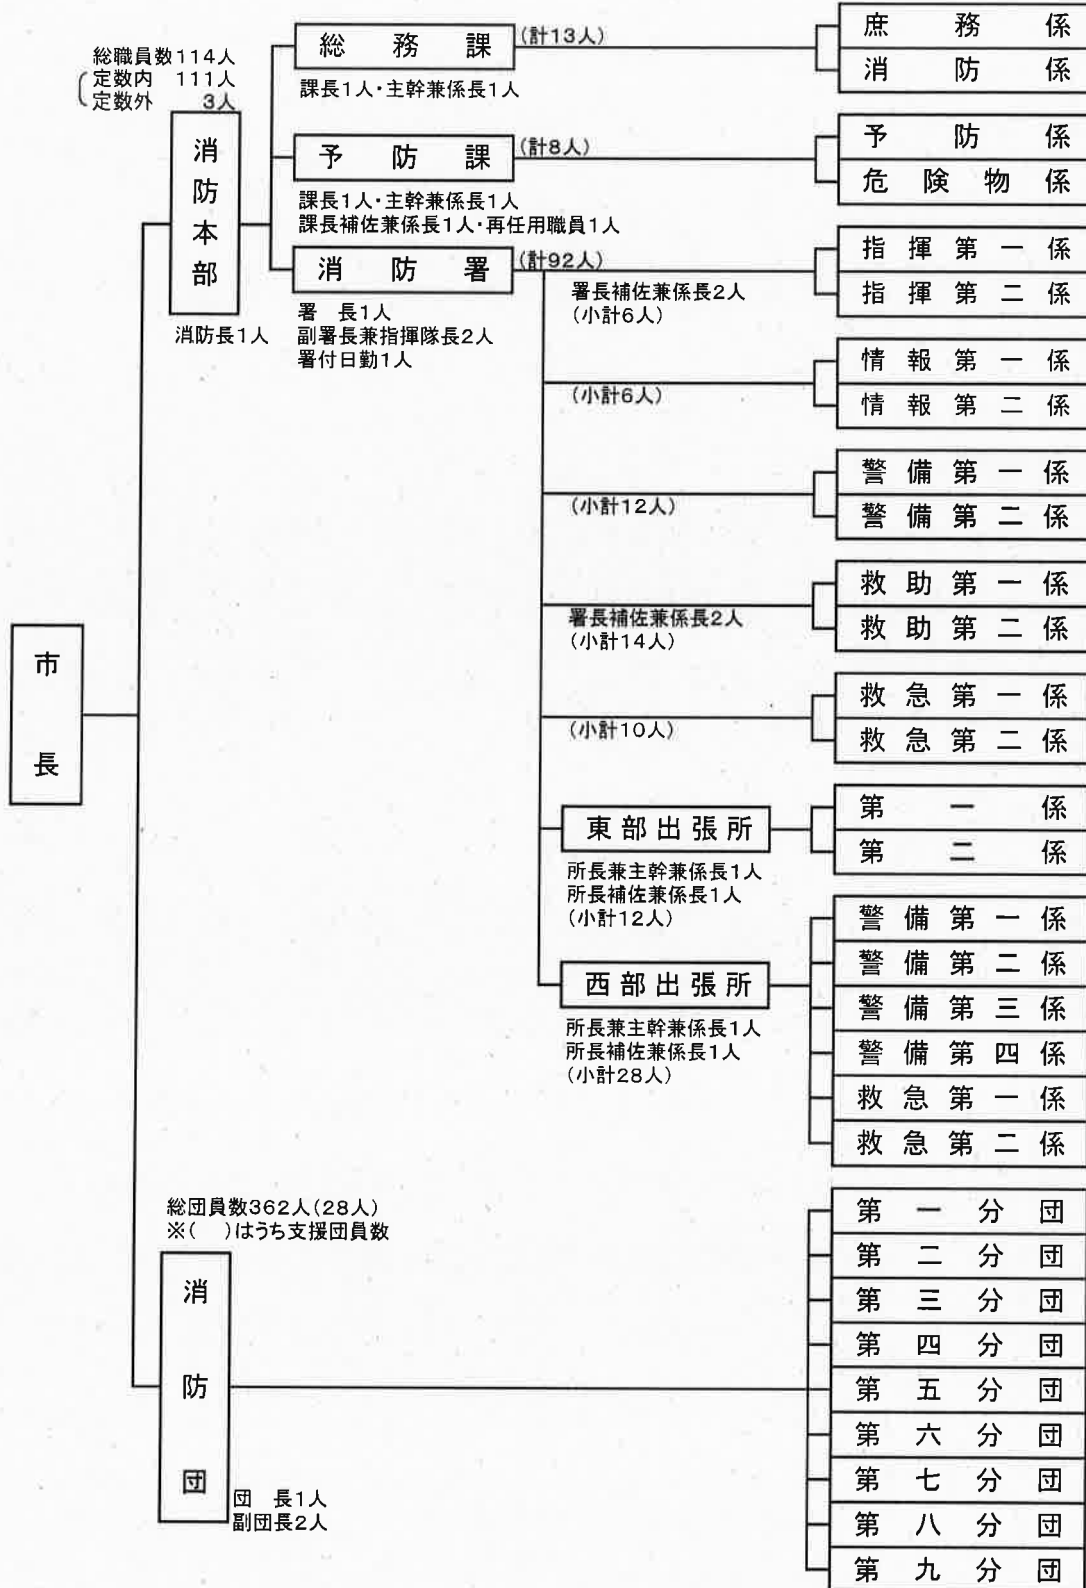 総職員数114人
定数内 111人
定数外 3人
消防本部
消防長1人
総務課
(計13人)
課長1人・主幹兼係長1人
庶務係
消防係
予防課
(計8人)
課長1人・主幹兼係長1人
課長補佐兼係長1人・再任用職員1人
予防係
危険物係
消防署
(計92人)
署 長1人
副署長兼指揮隊長2人
署付日勤1人
署長補佐兼係長2人
(小計6人)
指揮第一係
指揮第二係
(小計6人)
情報第一係
情報第二係
(小計12人)
警備第一係
警備第二係
署長補佐兼係長2人
(小計14人)
救助第一係
救助第二係
市長
(小計10人)
救急第一係
救急第二係
東部出張所
所長兼主幹兼係長1人
所長補佐兼係長1人
(小計12人)
第一係
第二係
西部出張所
所長兼主幹兼係長1人
所長補佐兼係長1人
(小計28人)
警備第一係
警備第二係
警備第三係
警備第四係
救急第一係
救急第二係
総団員数362人(28人)
※( )はうち支援団員数
消防団
団 長1人
副団長2人
第一分団
第二分団
第三分団
第四分団
第五分団
第六分団
第七分団
第八分団
第九分団